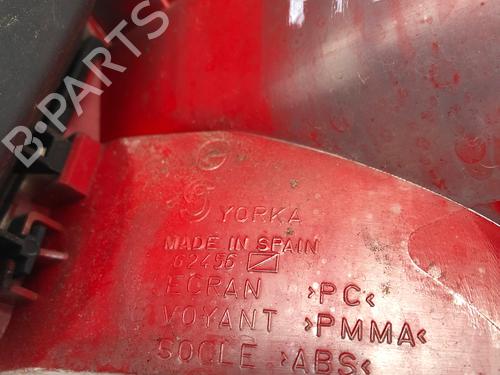 B-PARTS
YORKA
MADE IN SPAIN
62456
ECRAN >PC<
VOYANT >PMMA<
SOCLE >ABS<